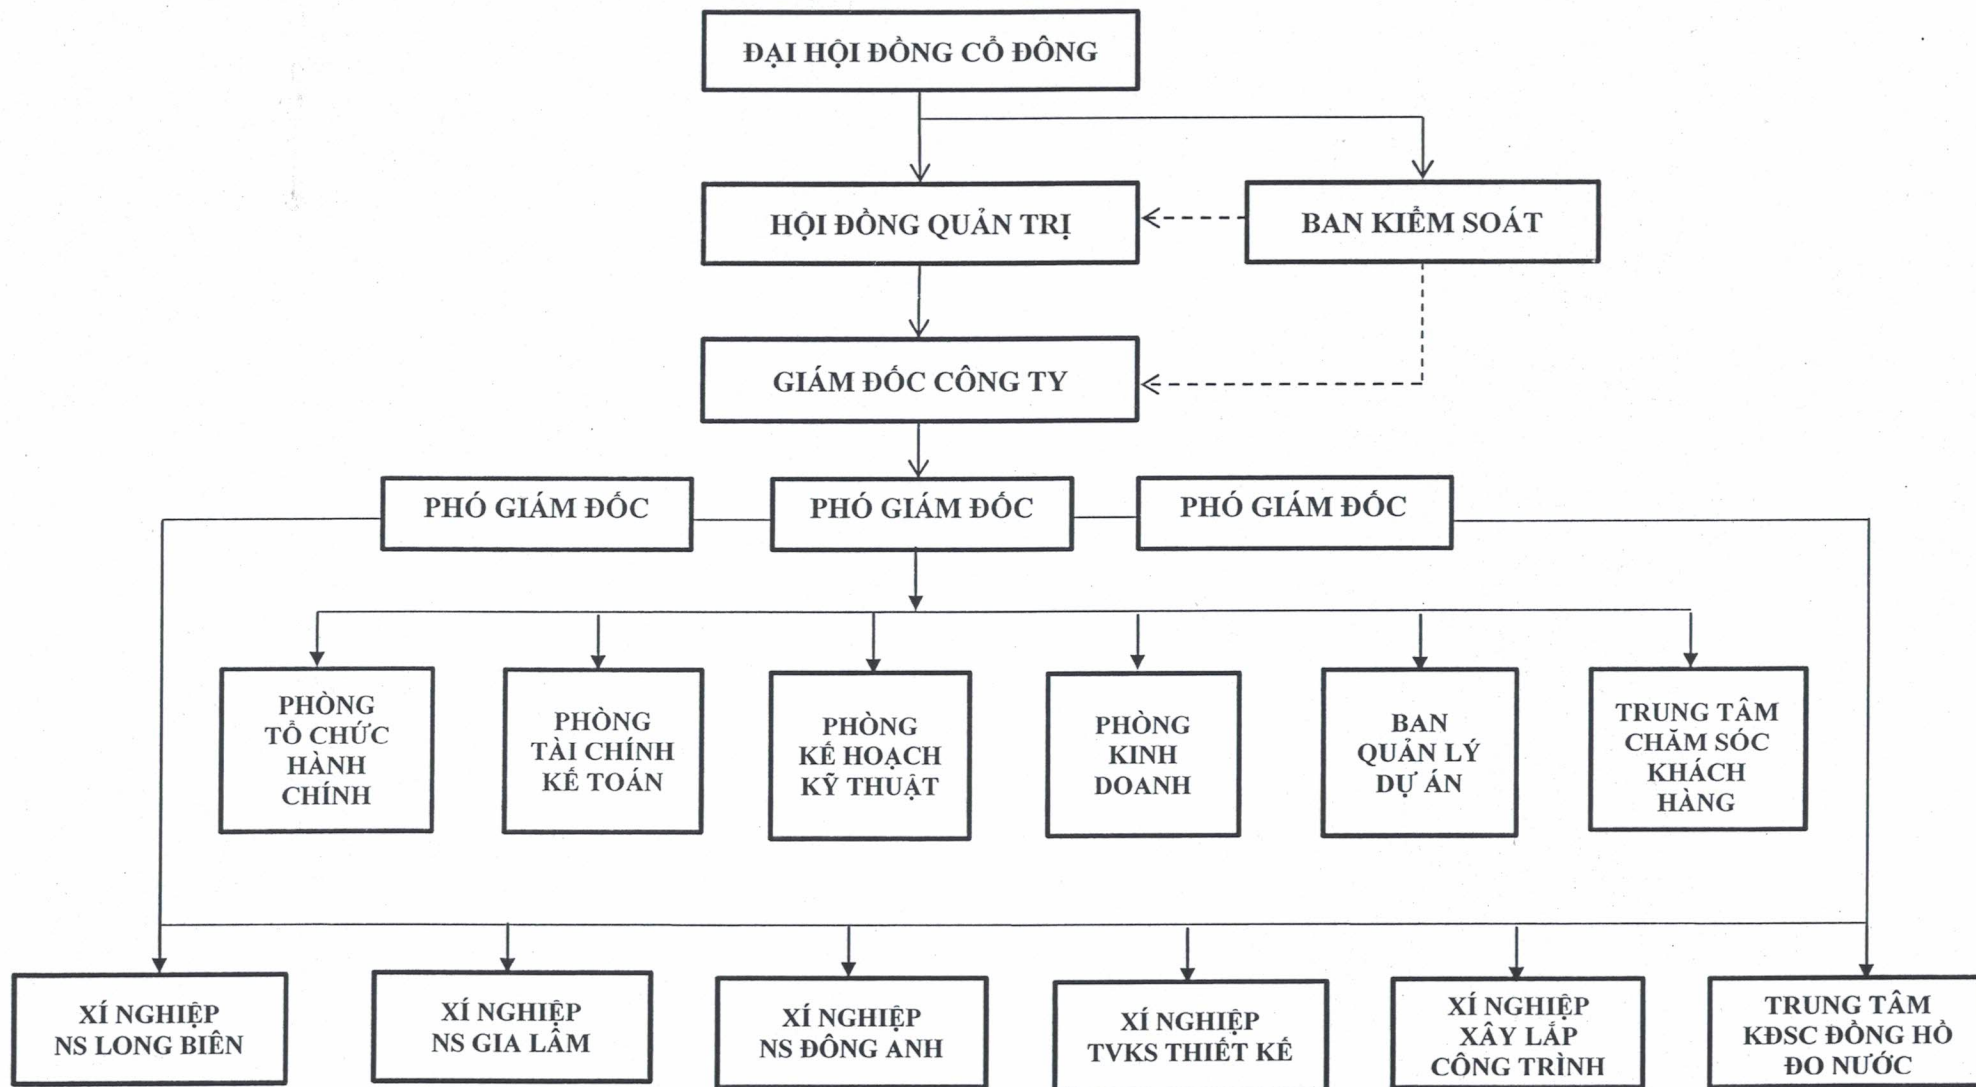 ĐẠI HỘI ĐỒNG CỔ ĐÔNG
HỘI ĐỒNG QUẢN TRỊ
BAN KIỂM SOÁT
GIÁM ĐỐC CÔNG TY
PHÓ GIÁM ĐỐC
PHÓ GIÁM ĐỐC
PHÓ GIÁM ĐỐC
PHÒNG
TỔ CHỨC
HÀNH
CHÍNH
PHÒNG
TÀI CHÍNH
KẾ TOÁN
PHÒNG
KẾ HOẠCH
KỸ THUẬT
PHÒNG
KINH
DOANH
BAN
QUẢN LÝ
DỰ ÁN
TRUNG TÂM
CHĂM SÓC
KHÁCH
HÀNG
XÍ NGHIỆP
NS LONG BIÊN
XÍ NGHIỆP
NS GIA LÂM
XÍ NGHIỆP
NS ĐÔNG ANH
XÍ NGHIỆP
TVKS THIẾT KẾ
XÍ NGHIỆP
XÂY LẮP
CÔNG TRÌNH
TRUNG TÂM
KĐSC ĐỒNG HỒ
ĐO NƯỚC